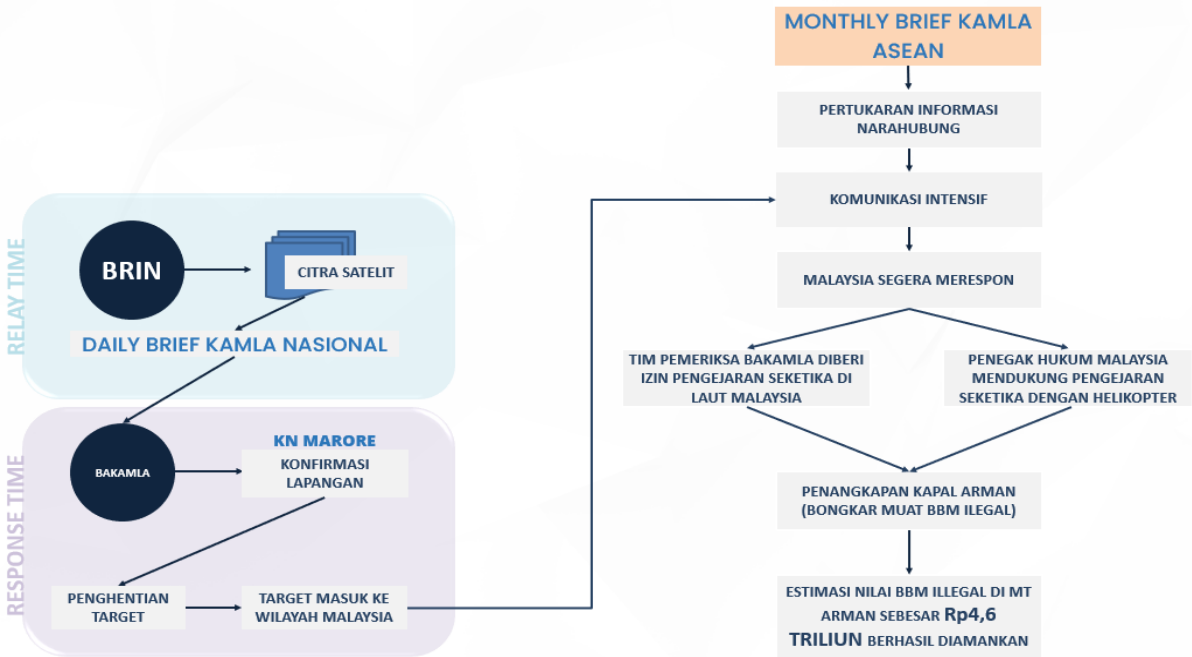 RELAY TIME
BRIN
CITRA SATELIT
DAILY BRIEF KAMLA NASIONAL
RESPONSE TIME
BAKAMLA
KN MARORE
KONFIRMASI
LAPANGAN
PENGHENTIAN
TARGET
TARGET MASUK KE
WILAYAH MALAYSIA
MONTHLY BRIEF KAMLA
ASEAN
PERTUKARAN INFORMASI
NARAHUBUNG
KOMUNIKASI INTENSIF
MALAYSIA SEGERA MERESPON
TIM PEMERIKSA BAKAMLA DIBERI
IZIN PENGEJARAN SEKETIKA DI
LAUT MALAYSIA
PENEGAK HUKUM MALAYSIA
MENDUKUNG PENGEJARAN
SEKETIKA DENGAN HELIKOPTER
PENANGKAPAN KAPAL ARMAN
(BONGKAR MUAT BBM ILEGAL)
ESTIMASI NILAI BBM ILLEGAL DI MT
ARMAN SEBESAR Rp4,6
TRILIUN BERHASIL DIAMANKAN